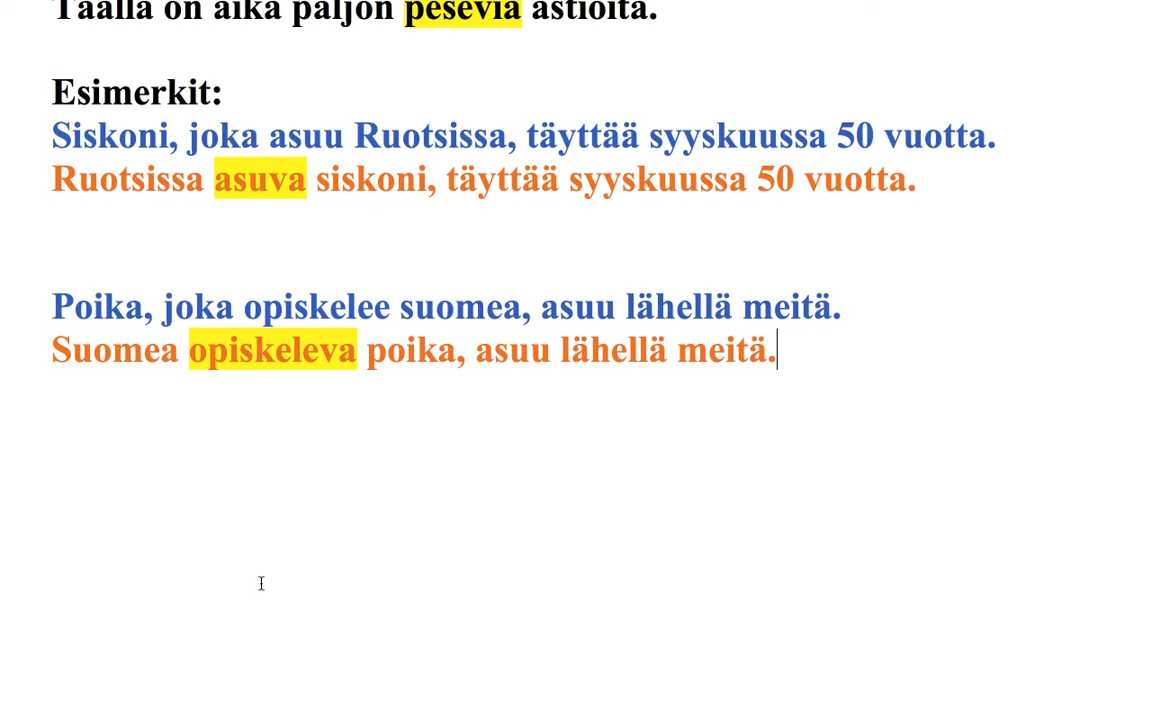 Täällä on aika paljon peseviä astioita.
Esimerkit:
Siskoni, joka asuu Ruotsissa, täyttää syyskuussa 50 vuotta.
Ruotsissa asuva siskoni, täyttää syyskuussa 50 vuotta.
Poika, joka opiskelee suomea, asuu lähellä meitä.
Suomea opiskeleva poika, asuu lähellä meitä.